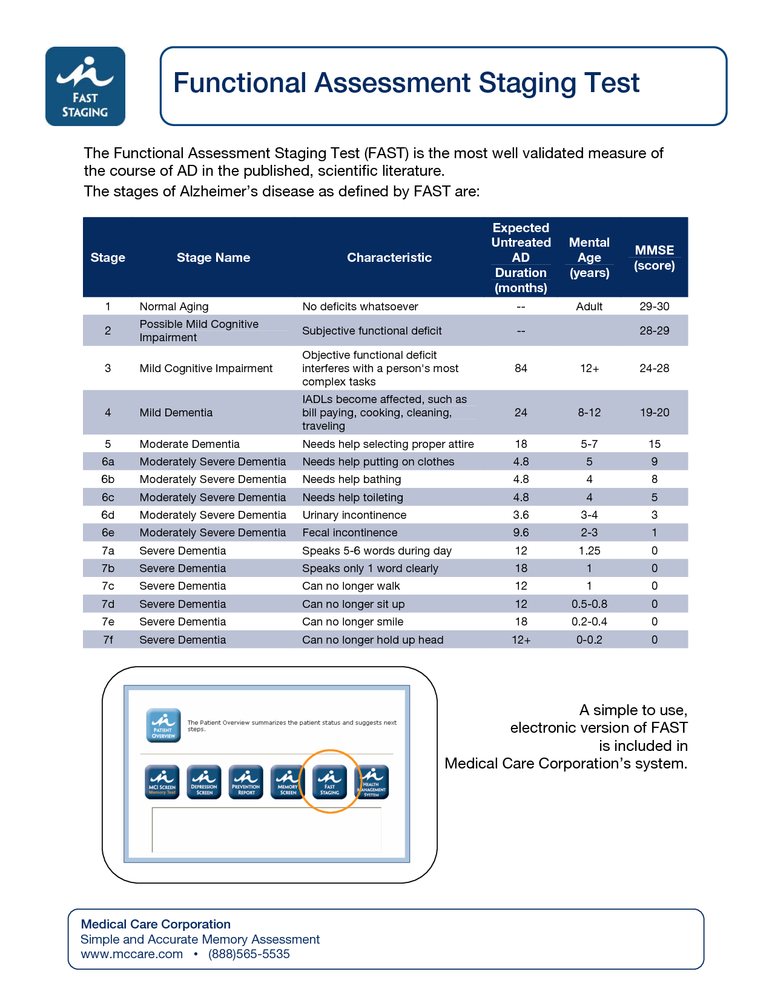 FAST
STAGING
Functional Assessment Staging Test
The Functional Assessment Staging Test (FAST) is the most well validated measure of
the course of AD in the published, scientific literature.
The stages of Alzheimer’s disease as defined by FAST are:
Stage Stage Name Characteristic Expected Untreated AD Duration (months) Mental Age (years) MMSE (score)
1 Normal Aging No deficits whatsoever -- Adult 29-30
2 Possible Mild Cognitive Impairment Subjective functional deficit -- 28-29
3 Mild Cognitive Impairment Objective functional deficit interferes with a person's most complex tasks 84 12+ 24-28
4 Mild Dementia IADLs become affected, such as bill paying, cooking, cleaning, traveling 24 8-12 19-20
5 Moderate Dementia Needs help selecting proper attire 18 5-7 15
6a Moderately Severe Dementia Needs help putting on clothes 4.8 5 9
6b Moderately Severe Dementia Needs help bathing 4.8 4 8
6c Moderately Severe Dementia Needs help toileting 4.8 4 5
6d Moderately Severe Dementia Urinary incontinence 3.6 3-4 3
6e Moderately Severe Dementia Fecal incontinence 9.6 2-3 1
7a Severe Dementia Speaks 5-6 words during day 12 1.25 0
7b Severe Dementia Speaks only 1 word clearly 18 1 0
7c Severe Dementia Can no longer walk 12 1 0
7d Severe Dementia Can no longer sit up 12 0.5-0.8 0
7e Severe Dementia Can no longer smile 18 0.2-0.4 0
7f Severe Dementia Can no longer hold up head 12+ 0-0.2 0
PATIENT
OVERVIEW
The Patient Overview summarizes the patient status and suggests next
steps.
MCI SCREEN
Memory Test
DEPRESSION
SCREEN
PREVENTION
REPORT
MEMORY
SCREEN
FAST
STAGING
HEALTH
MANAGEMENT
SYSTEM
A simple to use,
electronic version of FAST
is included in
Medical Care Corporation’s system.
Medical Care Corporation
Simple and Accurate Memory Assessment
www.mccare.com • (888)565-5535